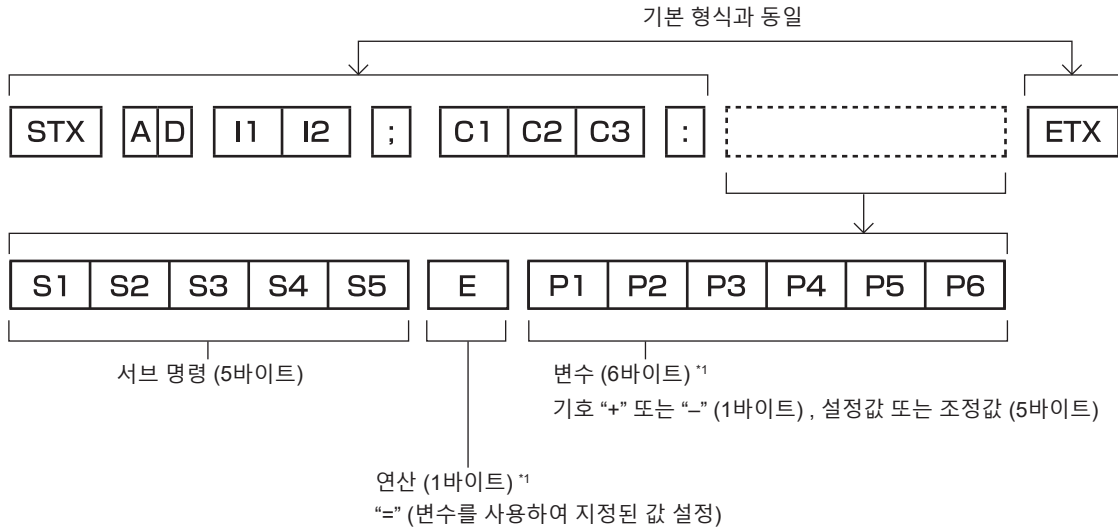 기본 형식과 동일
STX AD I1 I2 ; C1 C2 C3 : ETX
S1 S2 S3 S4 S5 E P1 P2 P3 P4 P5 P6
서브 명령 (5바이트)
변수 (6바이트) *1
기호 “+” 또는 “–” (1바이트) , 설정값 또는 조정값 (5바이트)
연산 (1바이트) *1
“=” (변수를 사용하여 지정된 값 설정)